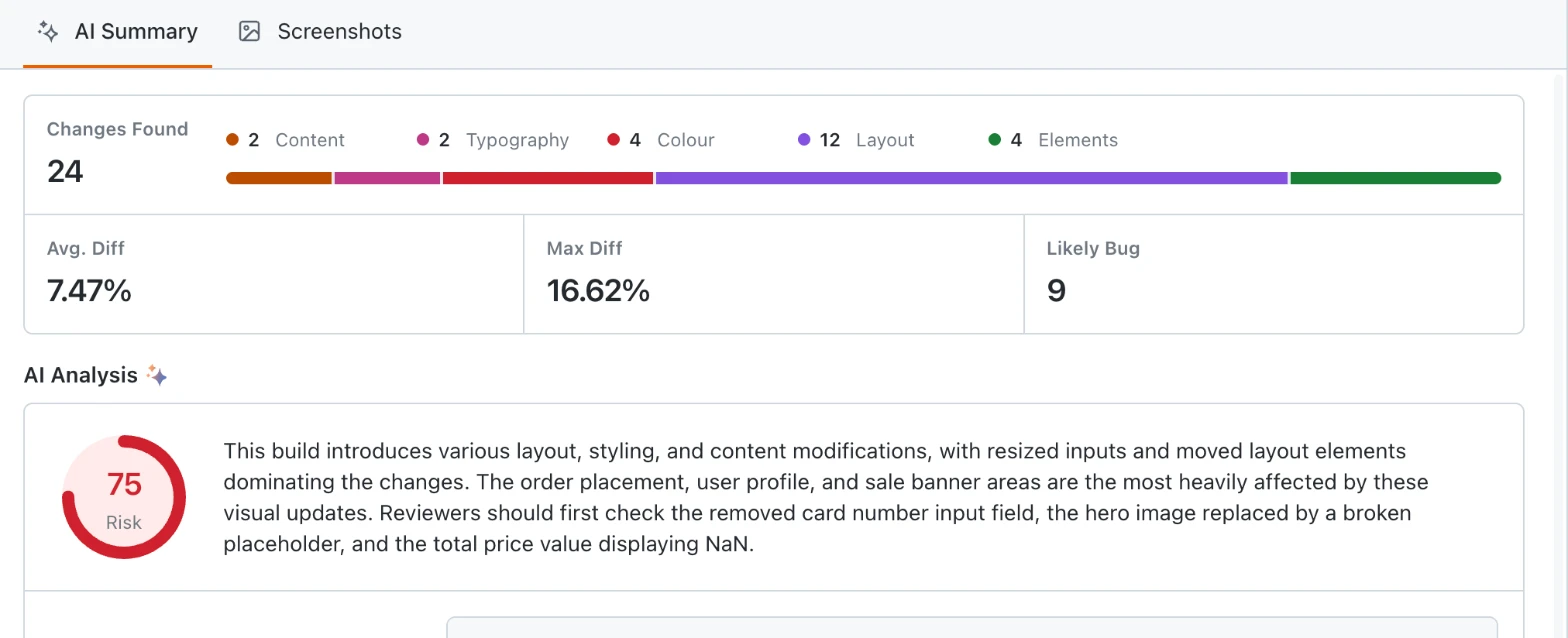 AI Summary
Screenshots
Changes Found
24
2 Content
2 Typography
4 Colour
12 Layout
4 Elements
Avg. Diff
7.47%
Max Diff
16.62%
Likely Bug
9
AI Analysis
75
Risk
This build introduces various layout, styling, and content modifications, with resized inputs and moved layout elements
dominating the changes. The order placement, user profile, and sale banner areas are the most heavily affected by these
visual updates. Reviewers should first check the removed card number input field, the hero image replaced by a broken
placeholder, and the total price value displaying NaN.